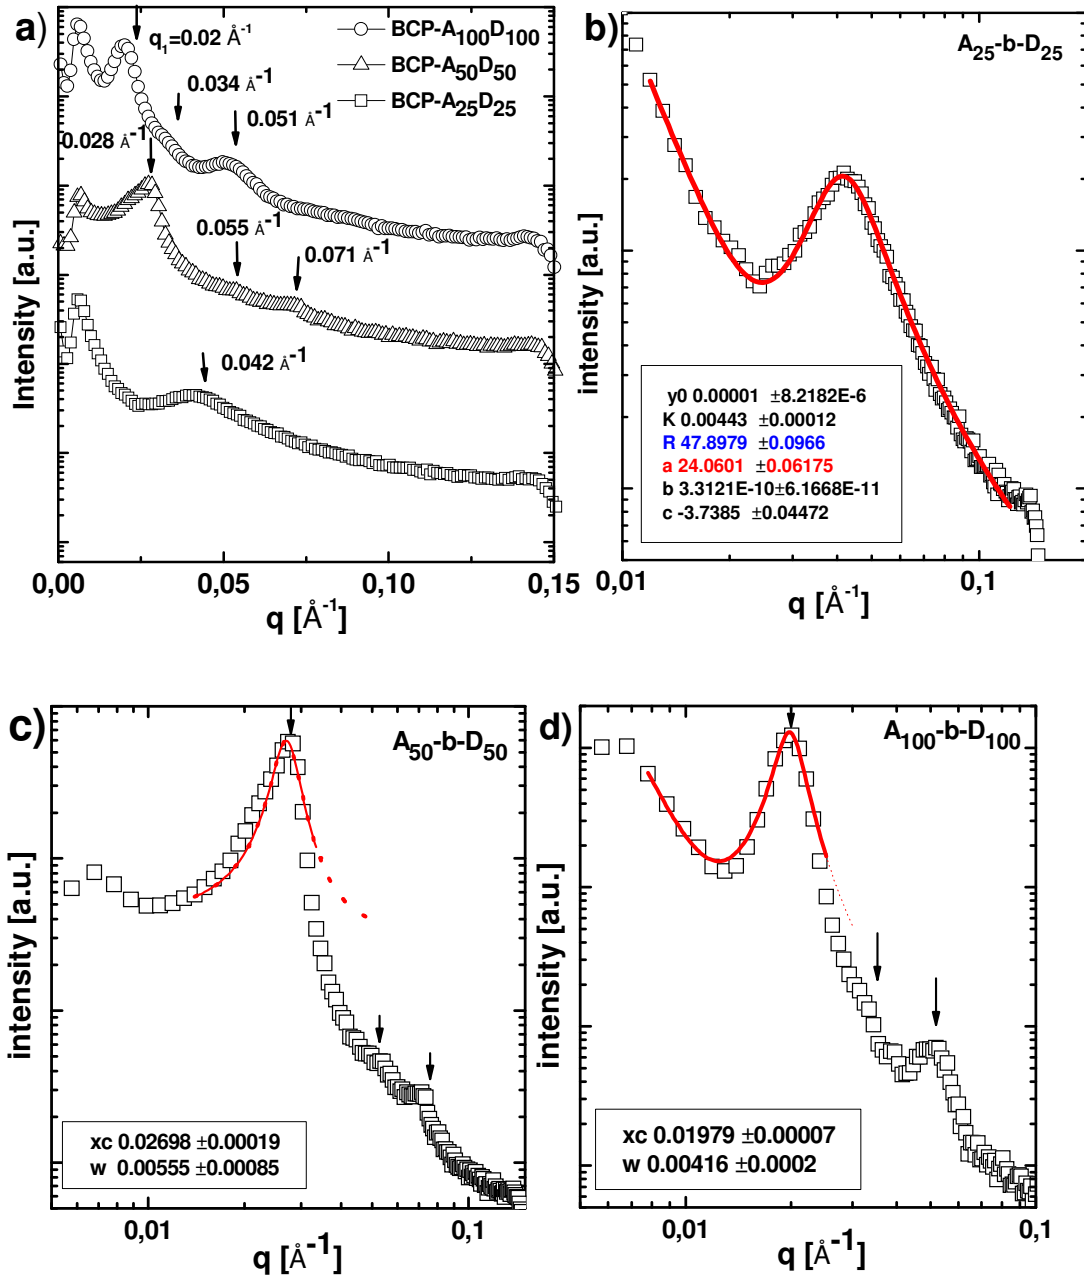 a)
q₁=0.02 Å⁻¹
BCP-A₁₀₀D₁₀₀
BCP-A₅₀D₅₀
BCP-A₂₅D₂₅
0.034 Å⁻¹
0.051 Å⁻¹
0.028 Å⁻¹
0.055 Å⁻¹
0.071 Å⁻¹
0.042 Å⁻¹
Intensity [a.u.]
0,00 0,05 0,10 0,15
q [Å⁻¹]
b)
A₂₅-b-D₂₅
intensity [a.u.]
y0 0.00001 ±8.2182E-6
K 0.00443 ±0.00012
R 47.8979 ±0.0966
a 24.0601 ±0.06175
b 3.3121E-10±6.1668E-11
c -3.7385 ±0.04472
0,01 0,1
q [Å⁻¹]
c)
A₅₀-b-D₅₀
intensity [a.u.]
xc 0.02698 ±0.00019
w 0.00555 ±0.00085
0,01 0,1
q [Å⁻¹]
d)
A₁₀₀-b-D₁₀₀
intensity [a.u.]
xc 0.01979 ±0.00007
w 0.00416 ±0.0002
0,01 0,1
q [Å⁻¹]